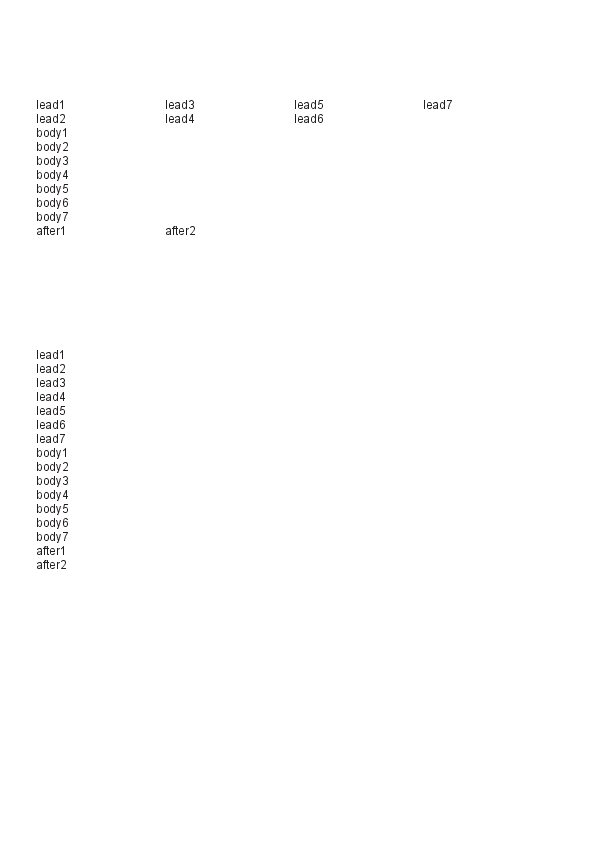 lead1 lead3 lead5 lead7
lead2 lead4 lead6
body1
body2
body3
body4
body5
body6
body7
after1 after2
lead1
lead2
lead3
lead4
lead5
lead6
lead7
body1
body2
body3
body4
body5
body6
body7
after1
after2